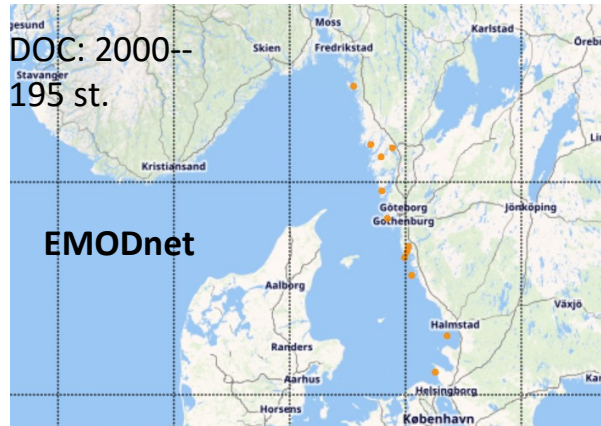 gesund
Moss
Karlstad
DOC: 2000--
Skien
Fredrikstad
Stavanger
195 st.
Kristiansand
Göteborg
Gothenburg
Jönköping
EMODnet
Aalborg
Växjö
Halmstad
Randers
Aarhus
Helsingborg
Horsens
København